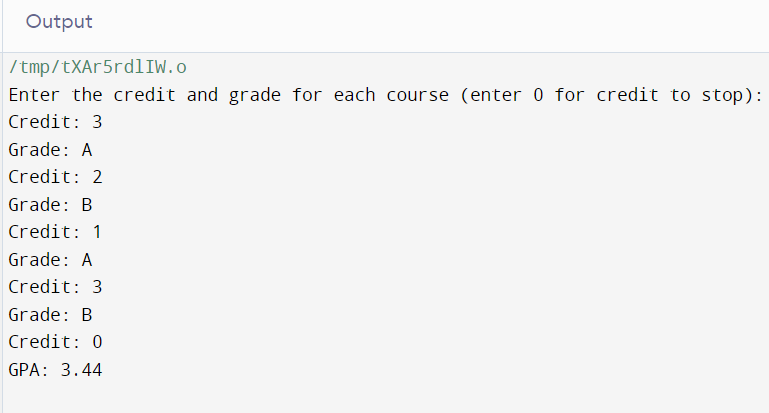 Output
/tmp/tXAr5rdlIW.o
Enter the credit and grade for each course (enter 0 for credit to stop):
Credit: 3
Grade: A
Credit: 2
Grade: B
Credit: 1
Grade: A
Credit: 3
Grade: B
Credit: 0
GPA: 3.44